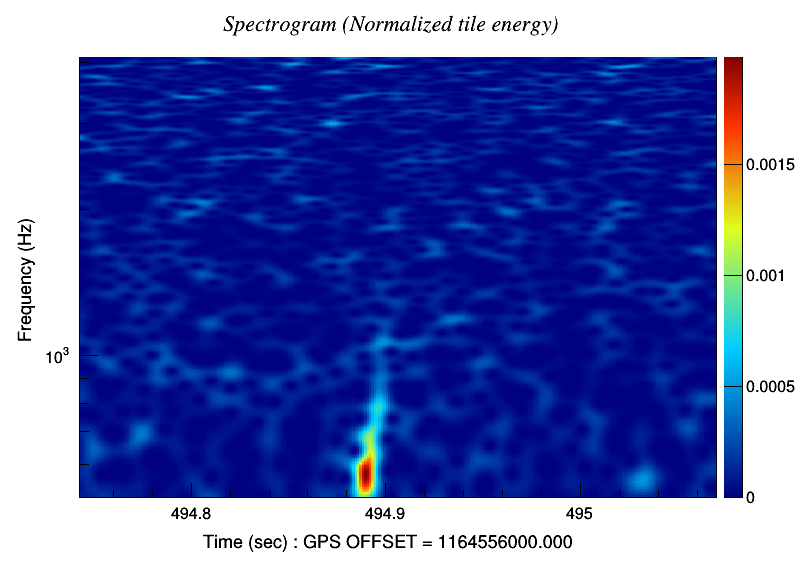 Spectrogram (Normalized tile energy)
Frequency (Hz)
10³
0.0015
0.001
0.0005
0
494.8
494.9
495
Time (sec) : GPS OFFSET = 1164556000.000